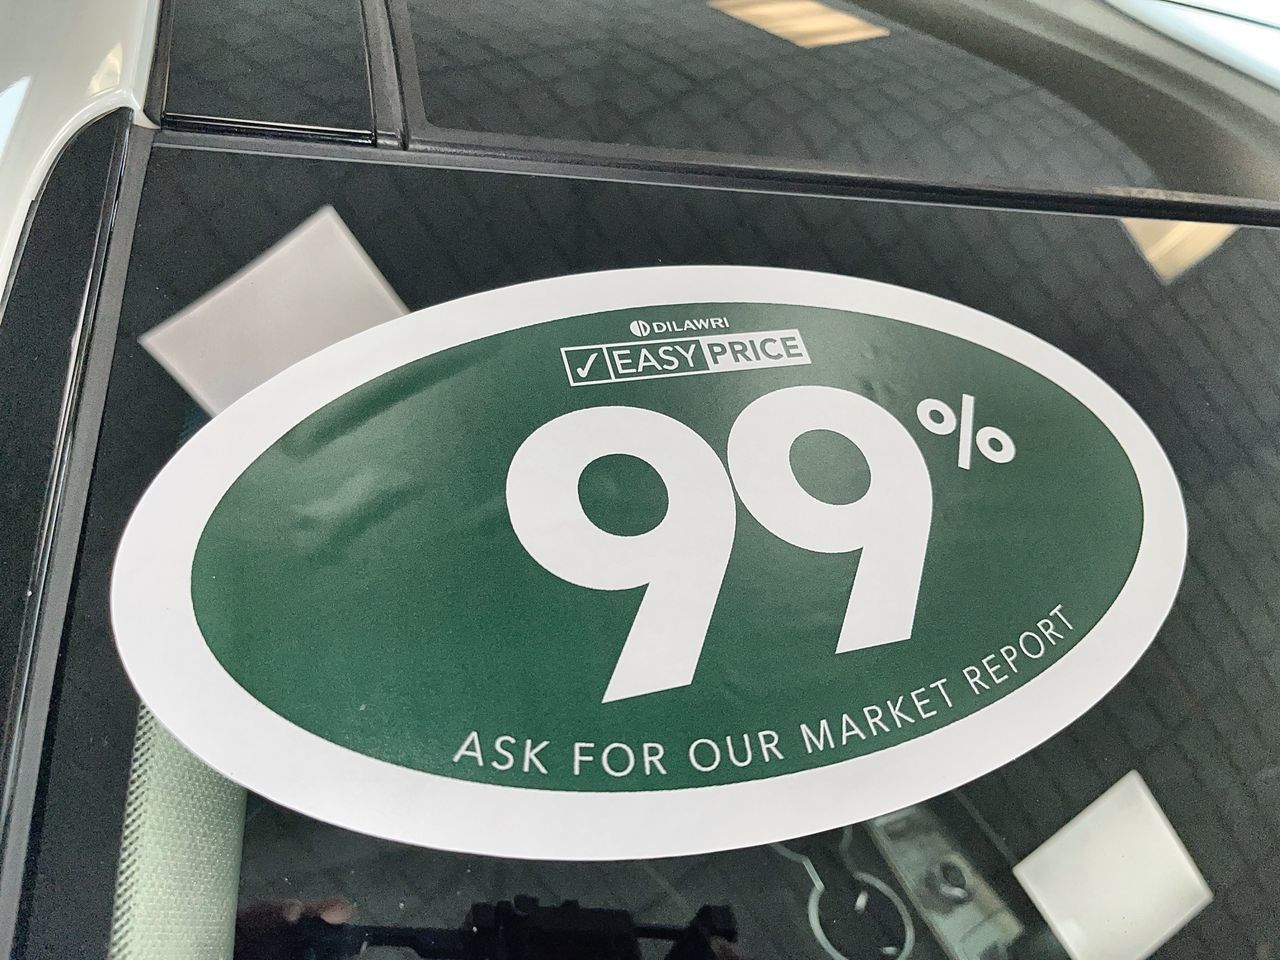 DILAWRI
✓ EASY PRICE
99%
ASK FOR OUR MARKET REPORT